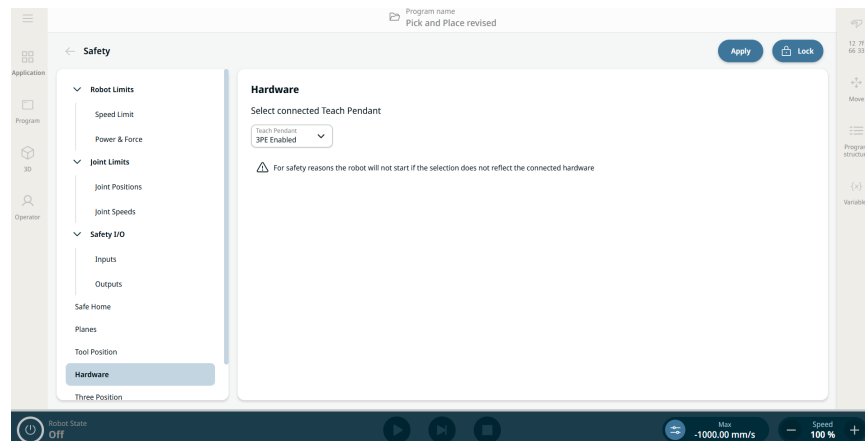 Program name
Pick and Place revised
Safety
Apply
Lock
Application
Program
3D
Operator
Robot Limits
Speed Limit
Power & Force
Joint Limits
Joint Positions
Joint Speeds
Safety I/O
Inputs
Outputs
Safe Home
Planes
Tool Position
Hardware
Three Position
Hardware
Select connected Teach Pendant
Teach Pendant
3PE Enabled
For safety reasons the robot will not start if the selection does not reflect the connected hardware
Move
Program
structu
{x}
Variabl
Robot State
Off
Max
-1000.00 mm/s
Speed
100 %